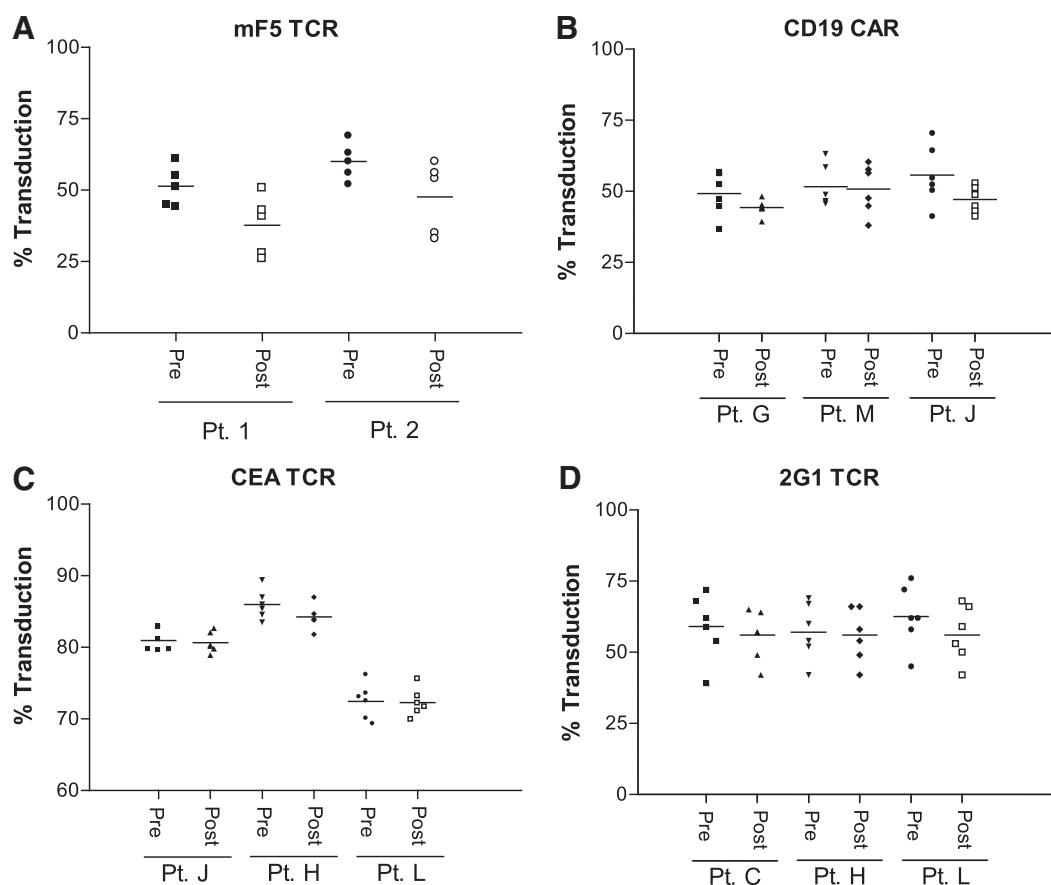 A
mF5 TCR
% Transduction
100
75
50
25
0
Pre
Post
Pre
Post
Pt. 1
Pt. 2
B
CD19 CAR
% Transduction
100
75
50
25
0
Pre
Post
Pre
Post
Pre
Post
Pt. G
Pt. M
Pt. J
C
CEA TCR
% Transduction
100
90
80
70
60
Pre
Post
Pre
Post
Pre
Post
Pt. J
Pt. H
Pt. L
D
2G1 TCR
% Transduction
100
75
50
25
0
Pre
Post
Pre
Post
Pre
Post
Pt. C
Pt. H
Pt. L